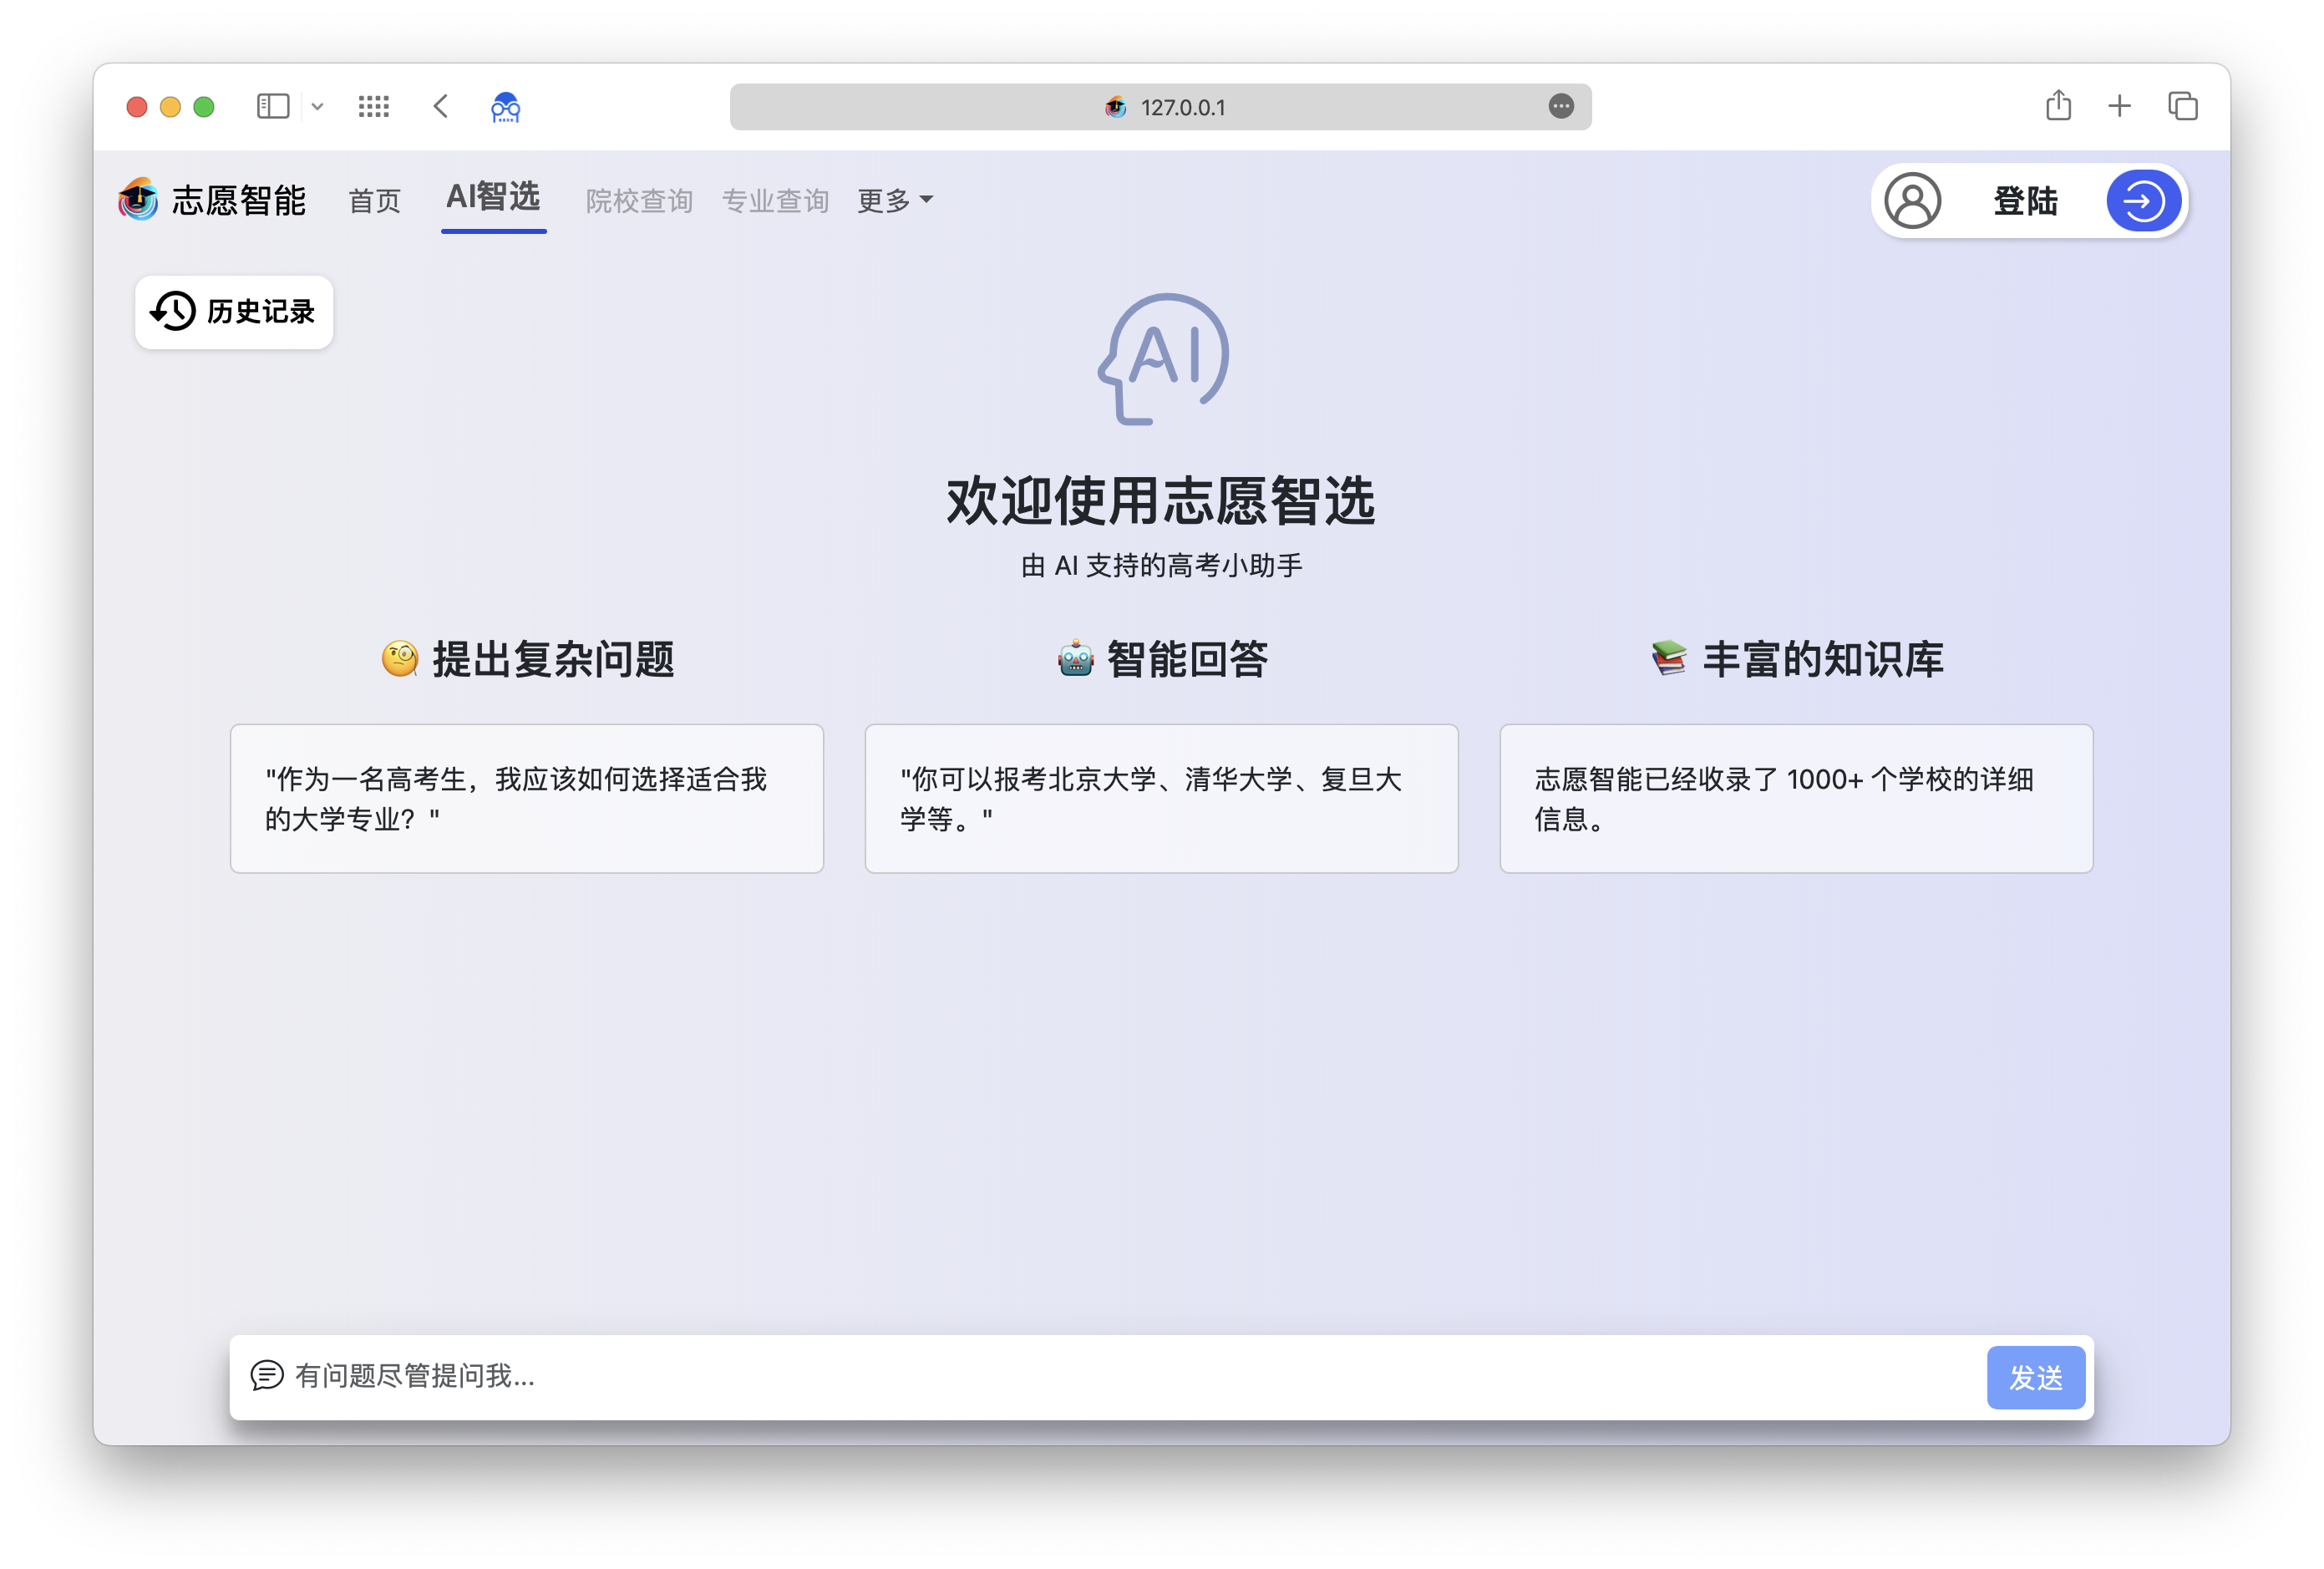 127.0.0.1
志愿智能 首页 AI智选 院校查询 专业查询 更多 登陆
历史记录
AI
欢迎使用志愿智选
由 AI 支持的高考小助手
🧐 提出复杂问题
"作为一名高考生，我应该如何选择适合我
的大学专业？"
🤖 智能回答
"你可以报考北京大学、清华大学、复旦大
学等。"
📚 丰富的知识库
志愿智能已经收录了 1000+ 个学校的详细
信息。
有问题尽管提问我... 发送